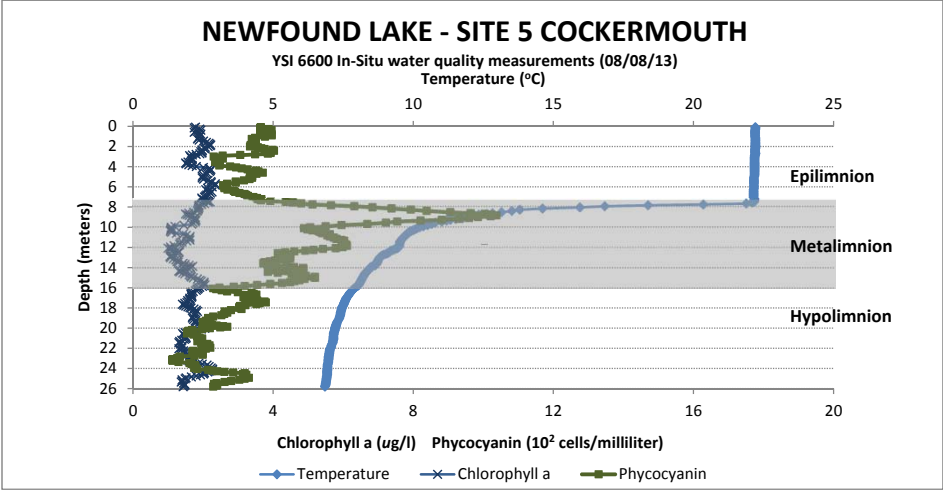 NEWFOUND LAKE - SITE 5 COCKERMOUTH
YSI 6600 In-Situ water quality measurements (08/08/13)
Temperature (°C)
0 5 10 15 20 25
Depth (meters)
0
2
4
6
8
10
12
14
16
18
20
22
24
26
Epilimnion
Metalimnion
Hypolimnion
0 4 8 12 16 20
Chlorophyll a (ug/l) Phycocyanin (10² cells/milliliter)
Temperature Chlorophyll a Phycocyanin